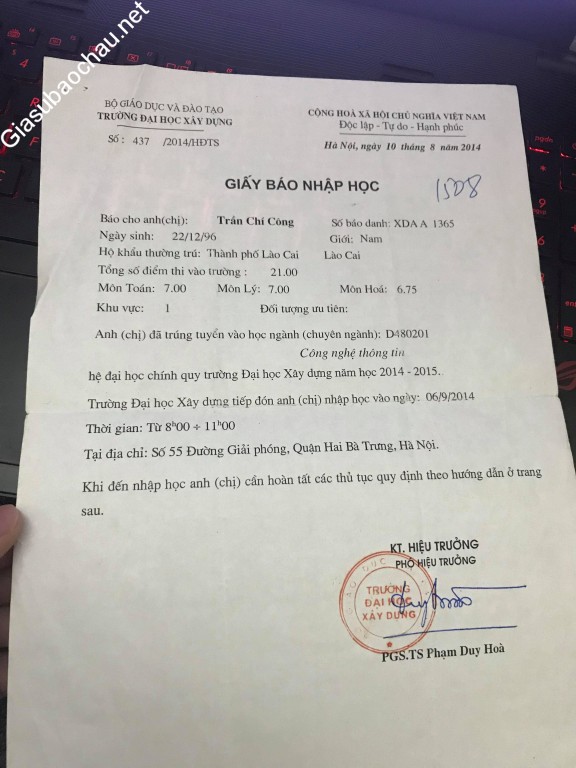 Giasubaochau.net
BỘ GIÁO DỤC VÀ ĐÀO TẠO
TRƯỜNG ĐẠI HỌC XÂY DỰNG
Số : 437 /2014/HĐTS
CỘNG HOÀ XÃ HỘI CHỦ NGHĨA VIỆT NAM
Độc lập - Tự do - Hạnh phúc
Hà Nội, ngày 10 tháng 8 năm 2014
GIẤY BÁO NHẬP HỌC
1508
Báo cho anh(chị): Trần Chí Công Số báo danh: XDA A 1365
Ngày sinh: 22/12/96 Giới: Nam
Hộ khẩu thường trú: Thành phố Lào Cai Lào Cai
Tổng số điểm thi vào trường : 21.00
Môn Toán: 7.00 Môn Lý: 7.00 Môn Hoá: 6.75
Khu vực: 1 Đối tượng ưu tiên:
Anh (chị) đã trúng tuyển vào học ngành (chuyên ngành): D480201
Công nghệ thông tin
hệ đại học chính quy trường Đại học Xây dựng năm học 2014 - 2015.
Trường Đại học Xây dựng tiếp đón anh (chị) nhập học vào ngày: 06/9/2014
Thời gian: Từ 8h00 ÷ 11h00
Tại địa chỉ: Số 55 Đường Giải phóng, Quận Hai Bà Trưng, Hà Nội.
Khi đến nhập học anh (chị) cần hoàn tất các thủ tục quy định theo hướng dẫn ở trang
sau.
KT. HIỆU TRƯỞNG
PHÓ HIỆU TRƯỞNG
TRƯỜNG
ĐẠI HỌC
XÂY DỰNG
PGS.TS Phạm Duy Hoà